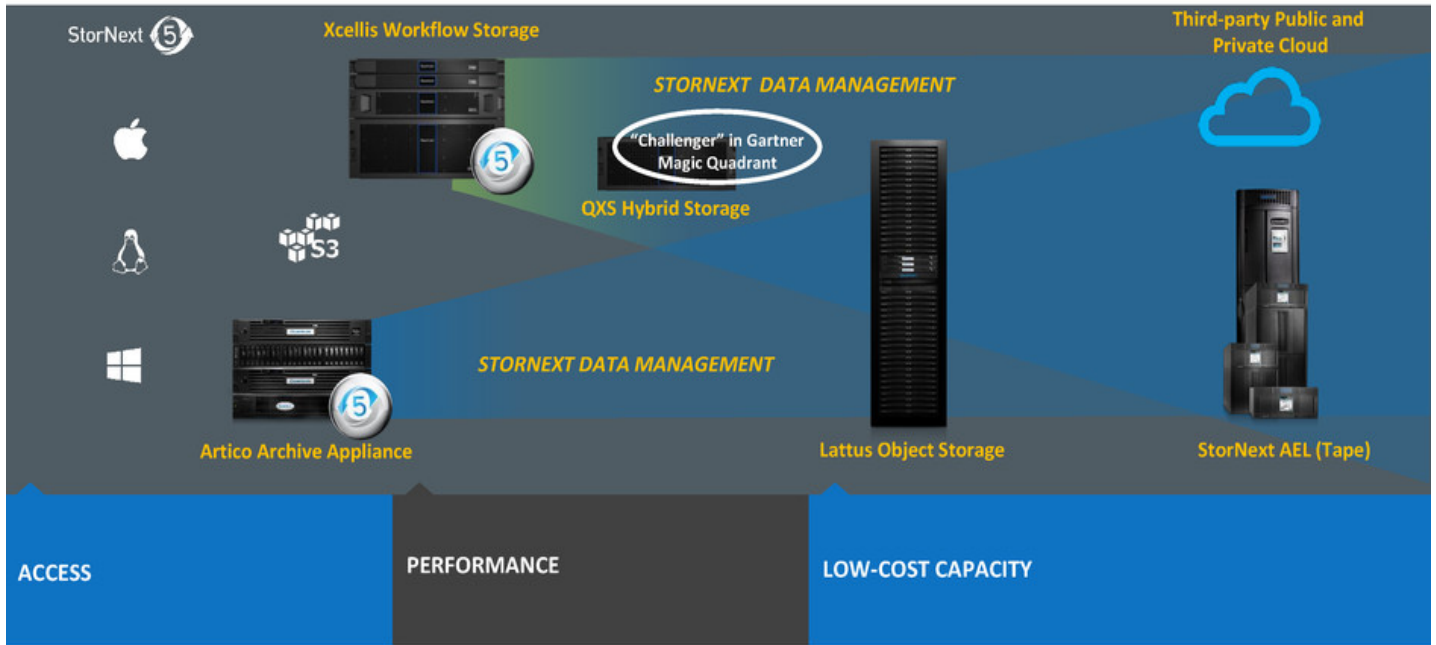 StorNext 5
Xcellis Workflow Storage
Third-party Public and
Private Cloud
STORNEXT DATA MANAGEMENT
"Challenger" in Gartner
Magic Quadrant
5
QXS Hybrid Storage
S3
STORNEXT DATA MANAGEMENT
5
Artico Archive Appliance
Lattus Object Storage
StorNext AEL (Tape)
ACCESS
PERFORMANCE
LOW-COST CAPACITY